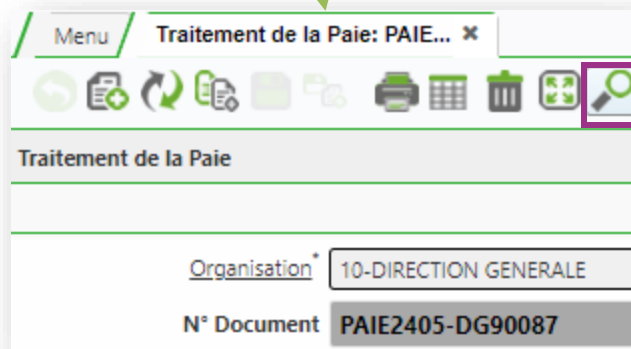 Menu
Traitement de la Paie: PAIE... ×
Traitement de la Paie
Organisation* 10-DIRECTION GENERALE
N° Document PAIE2405-DG90087